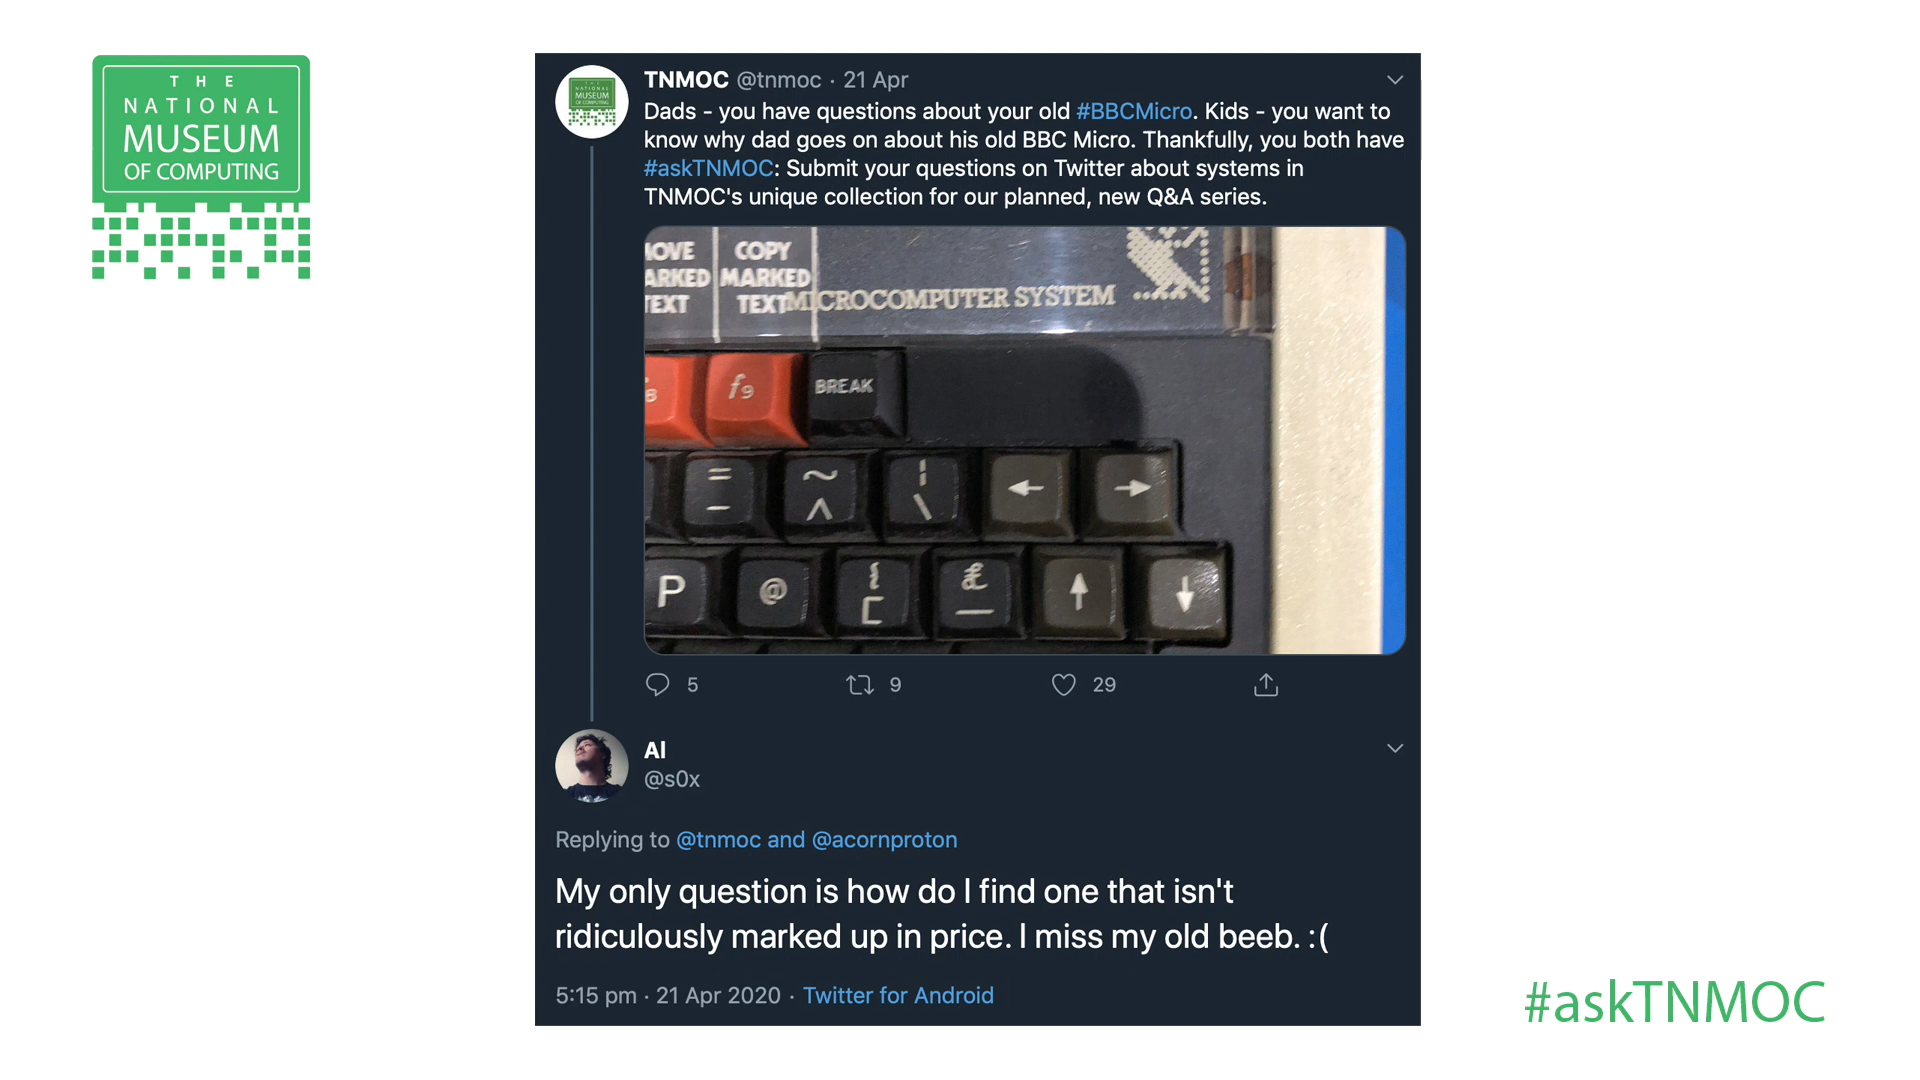 THE
NATIONAL
MUSEUM
OF COMPUTING
TNMOC @tnmoc · 21 Apr
Dads - you have questions about your old #BBCMicro. Kids - you want to
know why dad goes on about his old BBC Micro. Thankfully, you both have
#askTNMOC: Submit your questions on Twitter about systems in
TNMOC's unique collection for our planned, new Q&A series.
COPY
MARKED
TEXT
MICROCOMPUTER SYSTEM
f9 BREAK
= ~ ¦ ← →
- ^ \
P @ { £ ↑ ↓
[ _
5 9 29
Al
@s0x
Replying to @tnmoc and @acornproton
My only question is how do I find one that isn't
ridiculously marked up in price. I miss my old beeb. :(
5:15 pm · 21 Apr 2020 · Twitter for Android
#askTNMOC